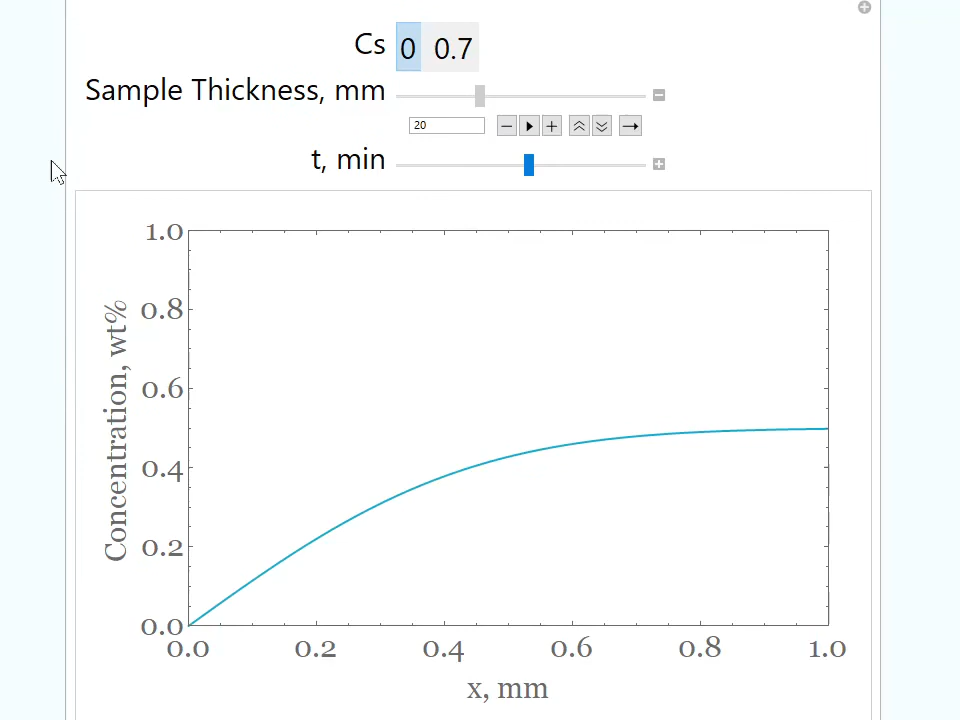 Cs 0 0.7
Sample Thickness, mm
20
t, min
1.0
0.8
0.6
0.4
0.2
0.0
Concentration, wt%
0.0 0.2 0.4 0.6 0.8 1.0
x, mm